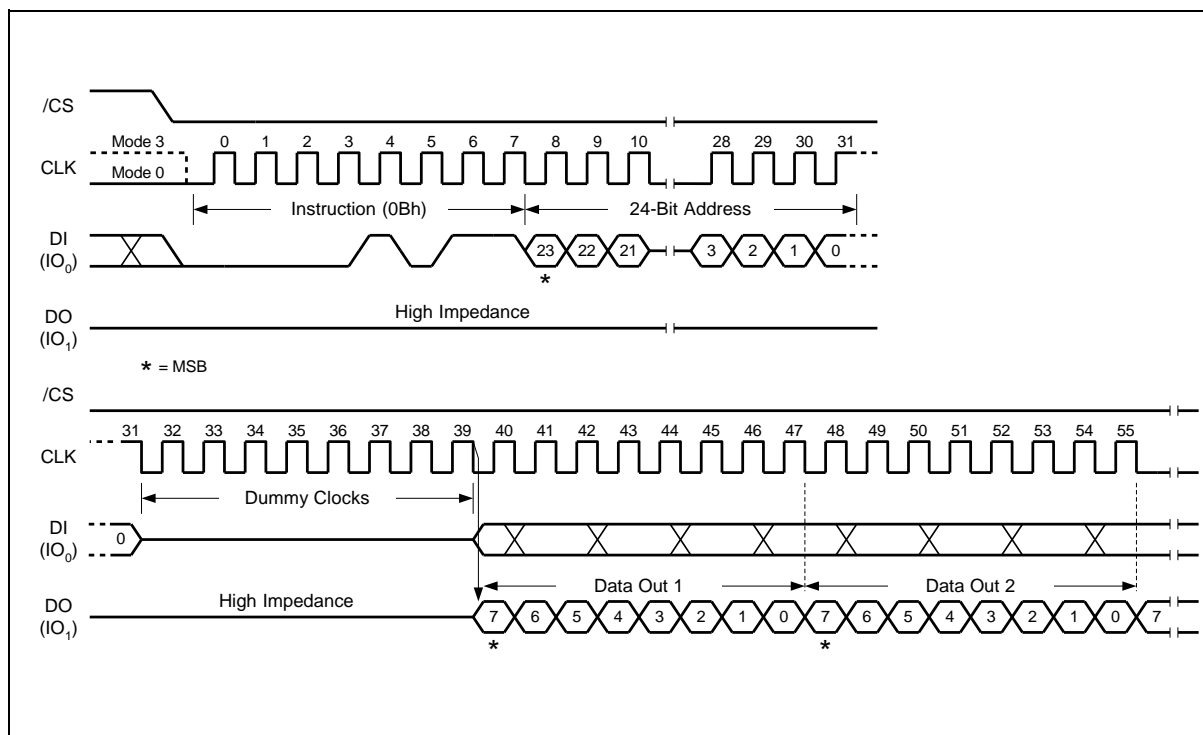 /CS
Mode 3 0 1 2 3 4 5 6 7 8 9 10 28 29 30 31
CLK
Mode 0
Instruction (0Bh) 24-Bit Address
DI
(IO0)
23 22 21 3 2 1 0
*
High Impedance
DO
(IO1)
* = MSB
/CS
31 32 33 34 35 36 37 38 39 40 41 42 43 44 45 46 47 48 49 50 51 52 53 54 55
CLK
Dummy Clocks
DI
(IO0)
0
Data Out 1 Data Out 2
High Impedance
DO
(IO1)
7 6 5 4 3 2 1 0 7 6 5 4 3 2 1 0 7
* *